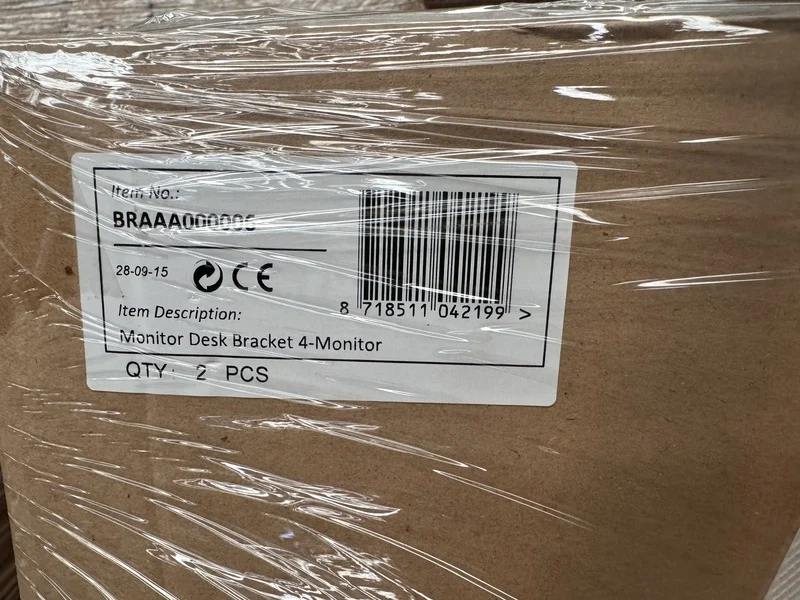 Item No.:
BRAAA000006
28-09-15
CE
Item Description:
Monitor Desk Bracket 4-Monitor
QTY: 2 PCS
8 718511 042199 >